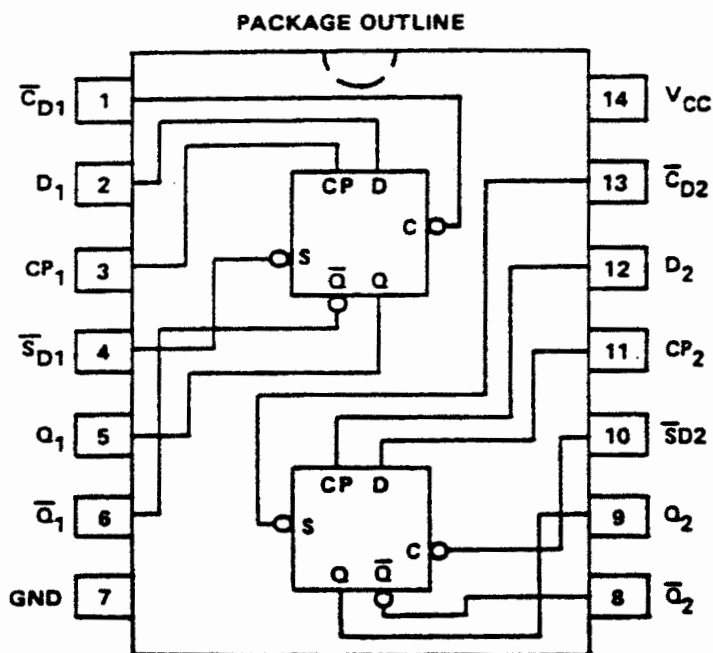 PACKAGE OUTLINE
C̅D1 1
D1 2
CP1 3
S̅D1 4
Q1 5
Q̅1 6
GND 7
14 VCC
13 C̅D2
12 D2
11 CP2
10 S̅D2
9 Q2
8 Q̅2
CP D
C
S
Q̅ Q
CP D
S
C
Q Q̅